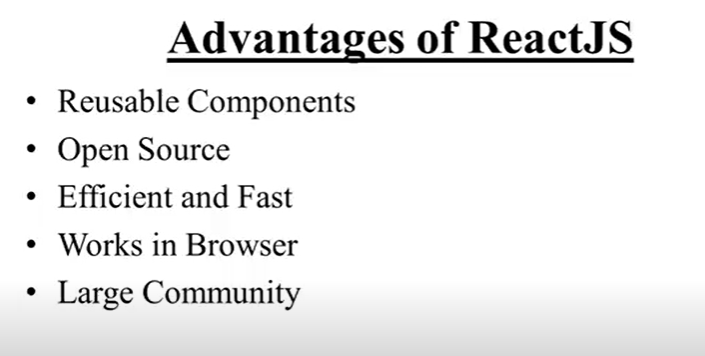 Advantages of ReactJS
• Reusable Components
• Open Source
• Efficient and Fast
• Works in Browser
• Large Community